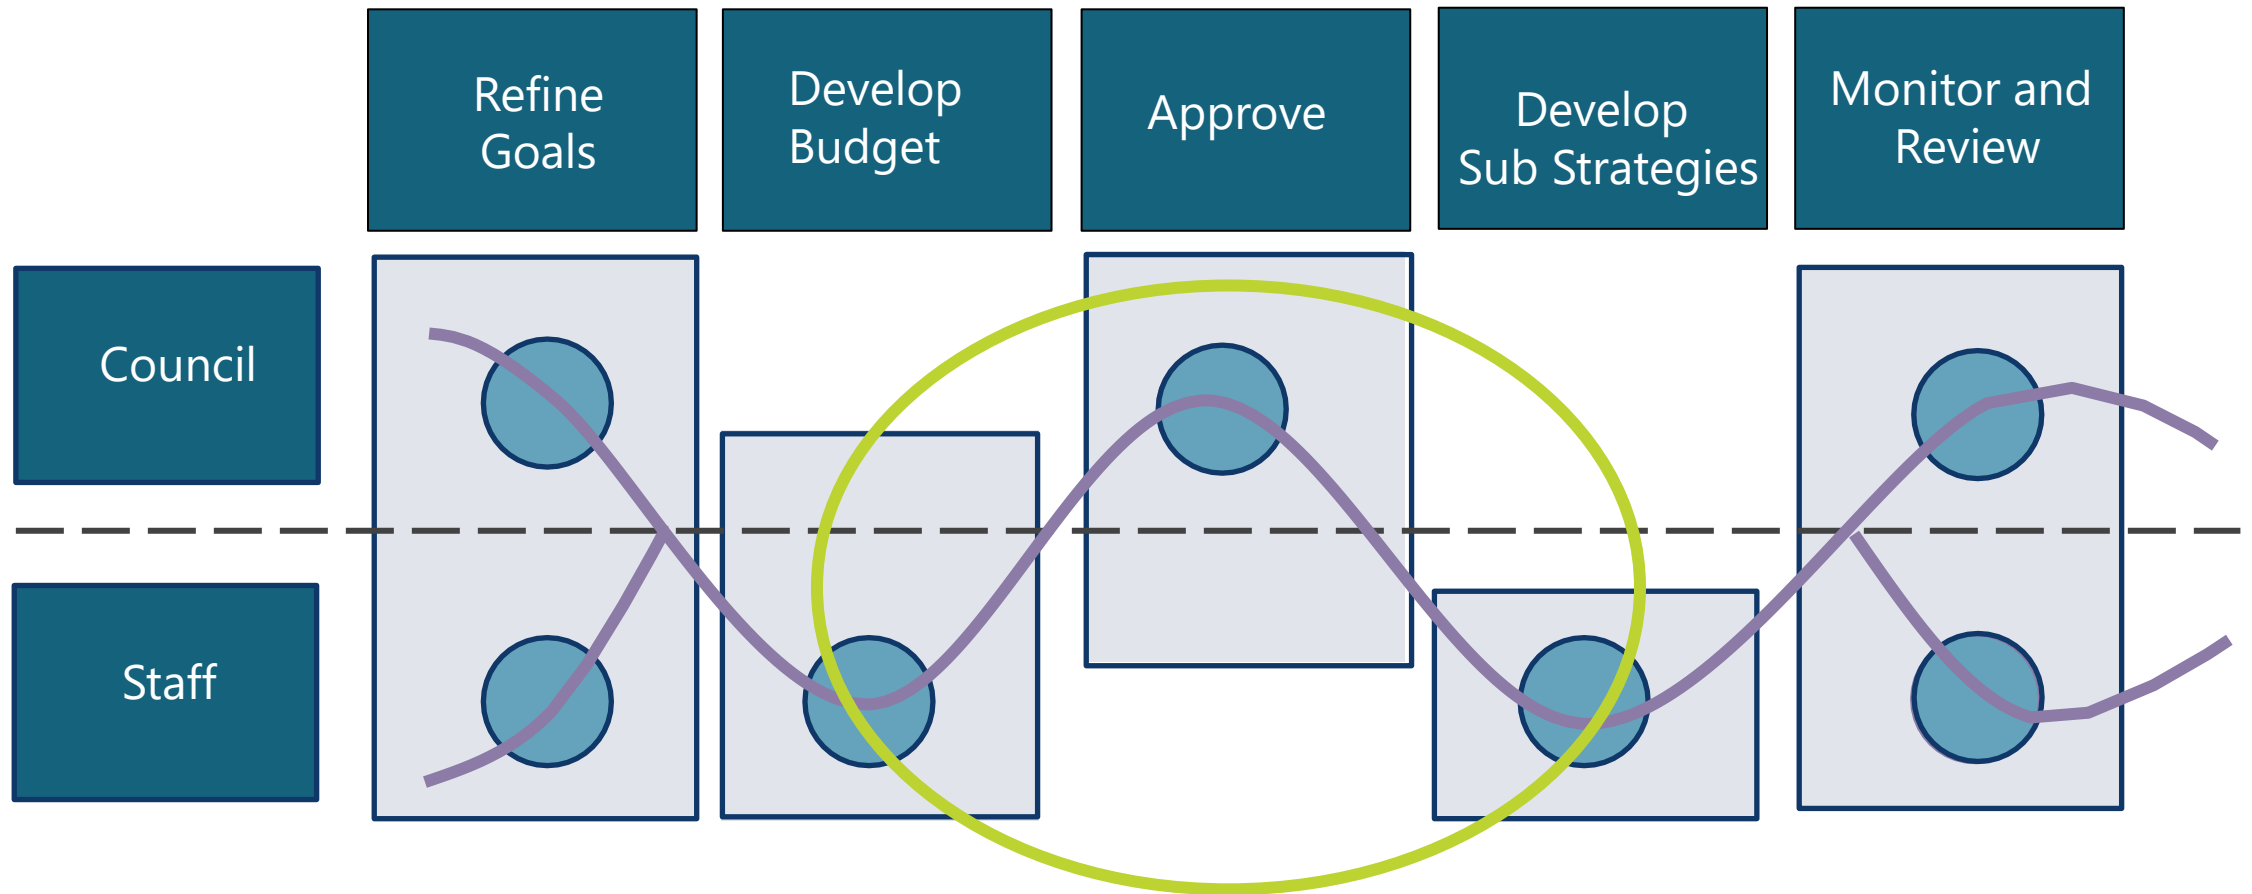 Refine
Goals
Develop
Budget
Approve
Develop
Sub Strategies
Monitor and
Review
Council
Staff